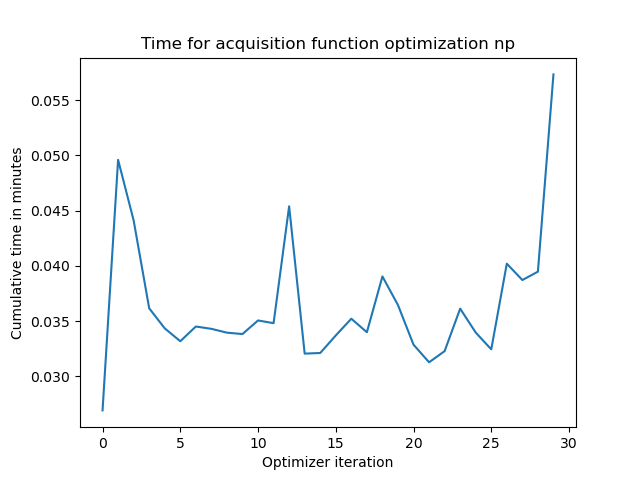 Time for acquisition function optimization np
Cumulative time in minutes
0.055
0.050
0.045
0.040
0.035
0.030
0 5 10 15 20 25 30
Optimizer iteration